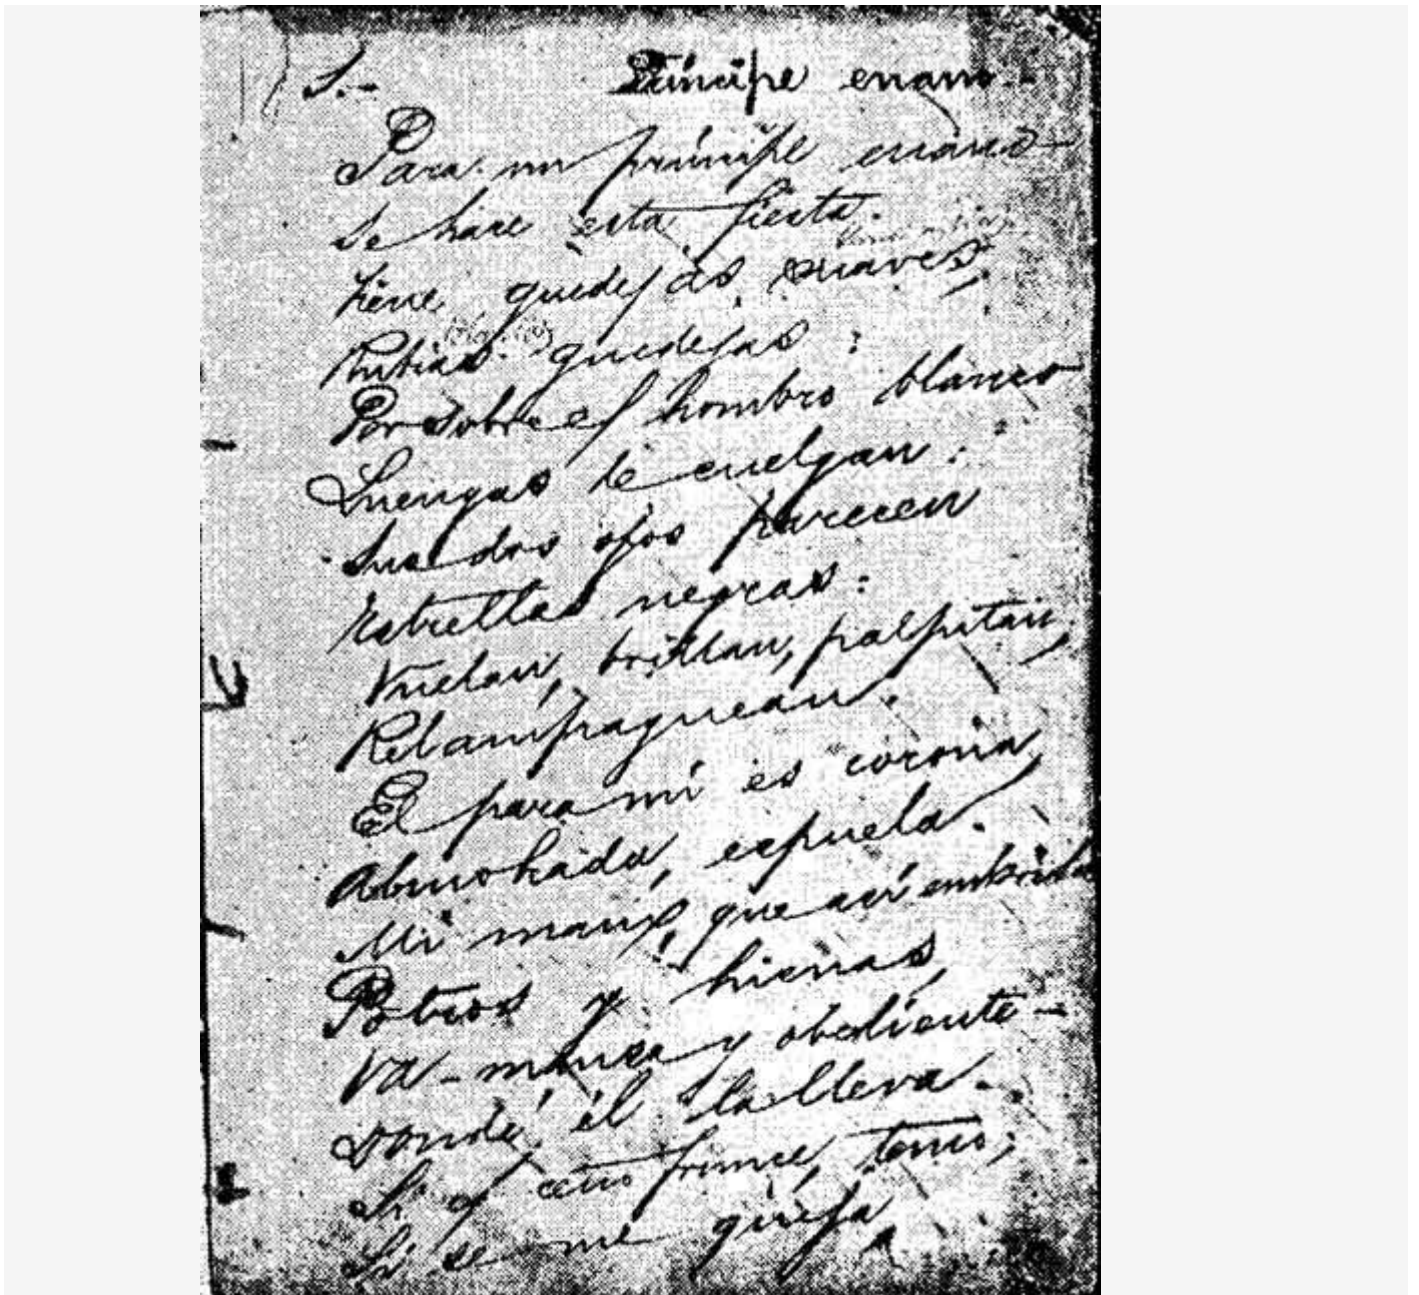 1.- Príncipe enano-
Para un príncipe enano
Se hace esta fiesta.
Tiene guedejas suaves,
Rubias guedejas:
Por sobre el hombro blanco
Luengas le cuelgan:
Sus dos ojos parecen
Estrellas negras:
Vuelan, brillan, palpitan,
Relampaguean.
El para mí es corona,
Almohada, espuela.
Mi mano, que así embrida
Potros y hienas,
Va- mansa y obediente-
Donde él la lleva.
Si el ceño frunce, temo;
Si se me queja,